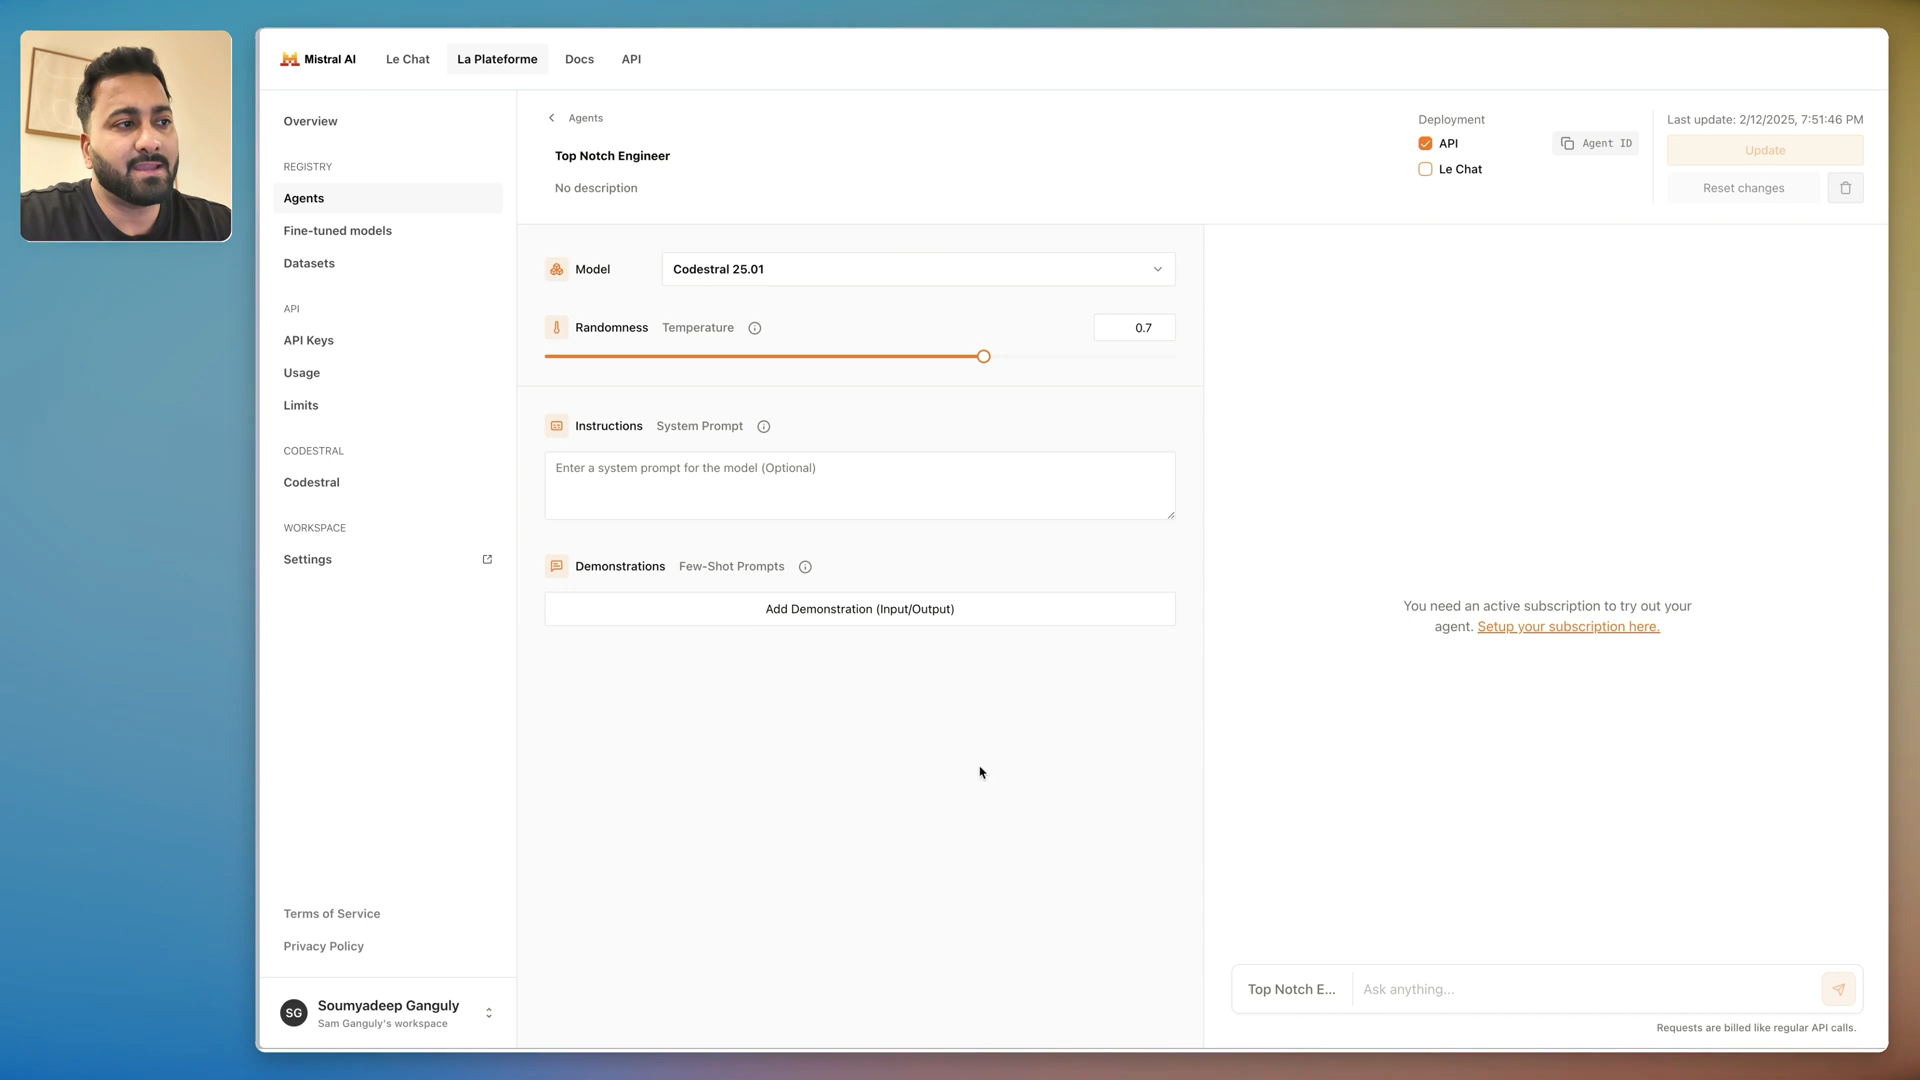 Mistral AI
Le Chat
La Plateforme
Docs
API
Overview
REGISTRY
Agents
Fine-tuned models
Datasets
API
API Keys
Usage
Limits
CODESTRAL
Codestral
WORKSPACE
Settings
Terms of Service
Privacy Policy
SG
Soumyadeep Ganguly
Sam Ganguly's workspace
Agents
Top Notch Engineer
No description
Deployment
API
Agent ID
Le Chat
Last update: 2/12/2025, 7:51:46 PM
Update
Reset changes
Model
Codestral 25.01
Randomness Temperature
0.7
Instructions System Prompt
Enter a system prompt for the model (Optional)
Demonstrations Few-Shot Prompts
Add Demonstration (Input/Output)
You need an active subscription to try out your
agent. Setup your subscription here.
Top Notch E...
Ask anything...
Requests are billed like regular API calls.